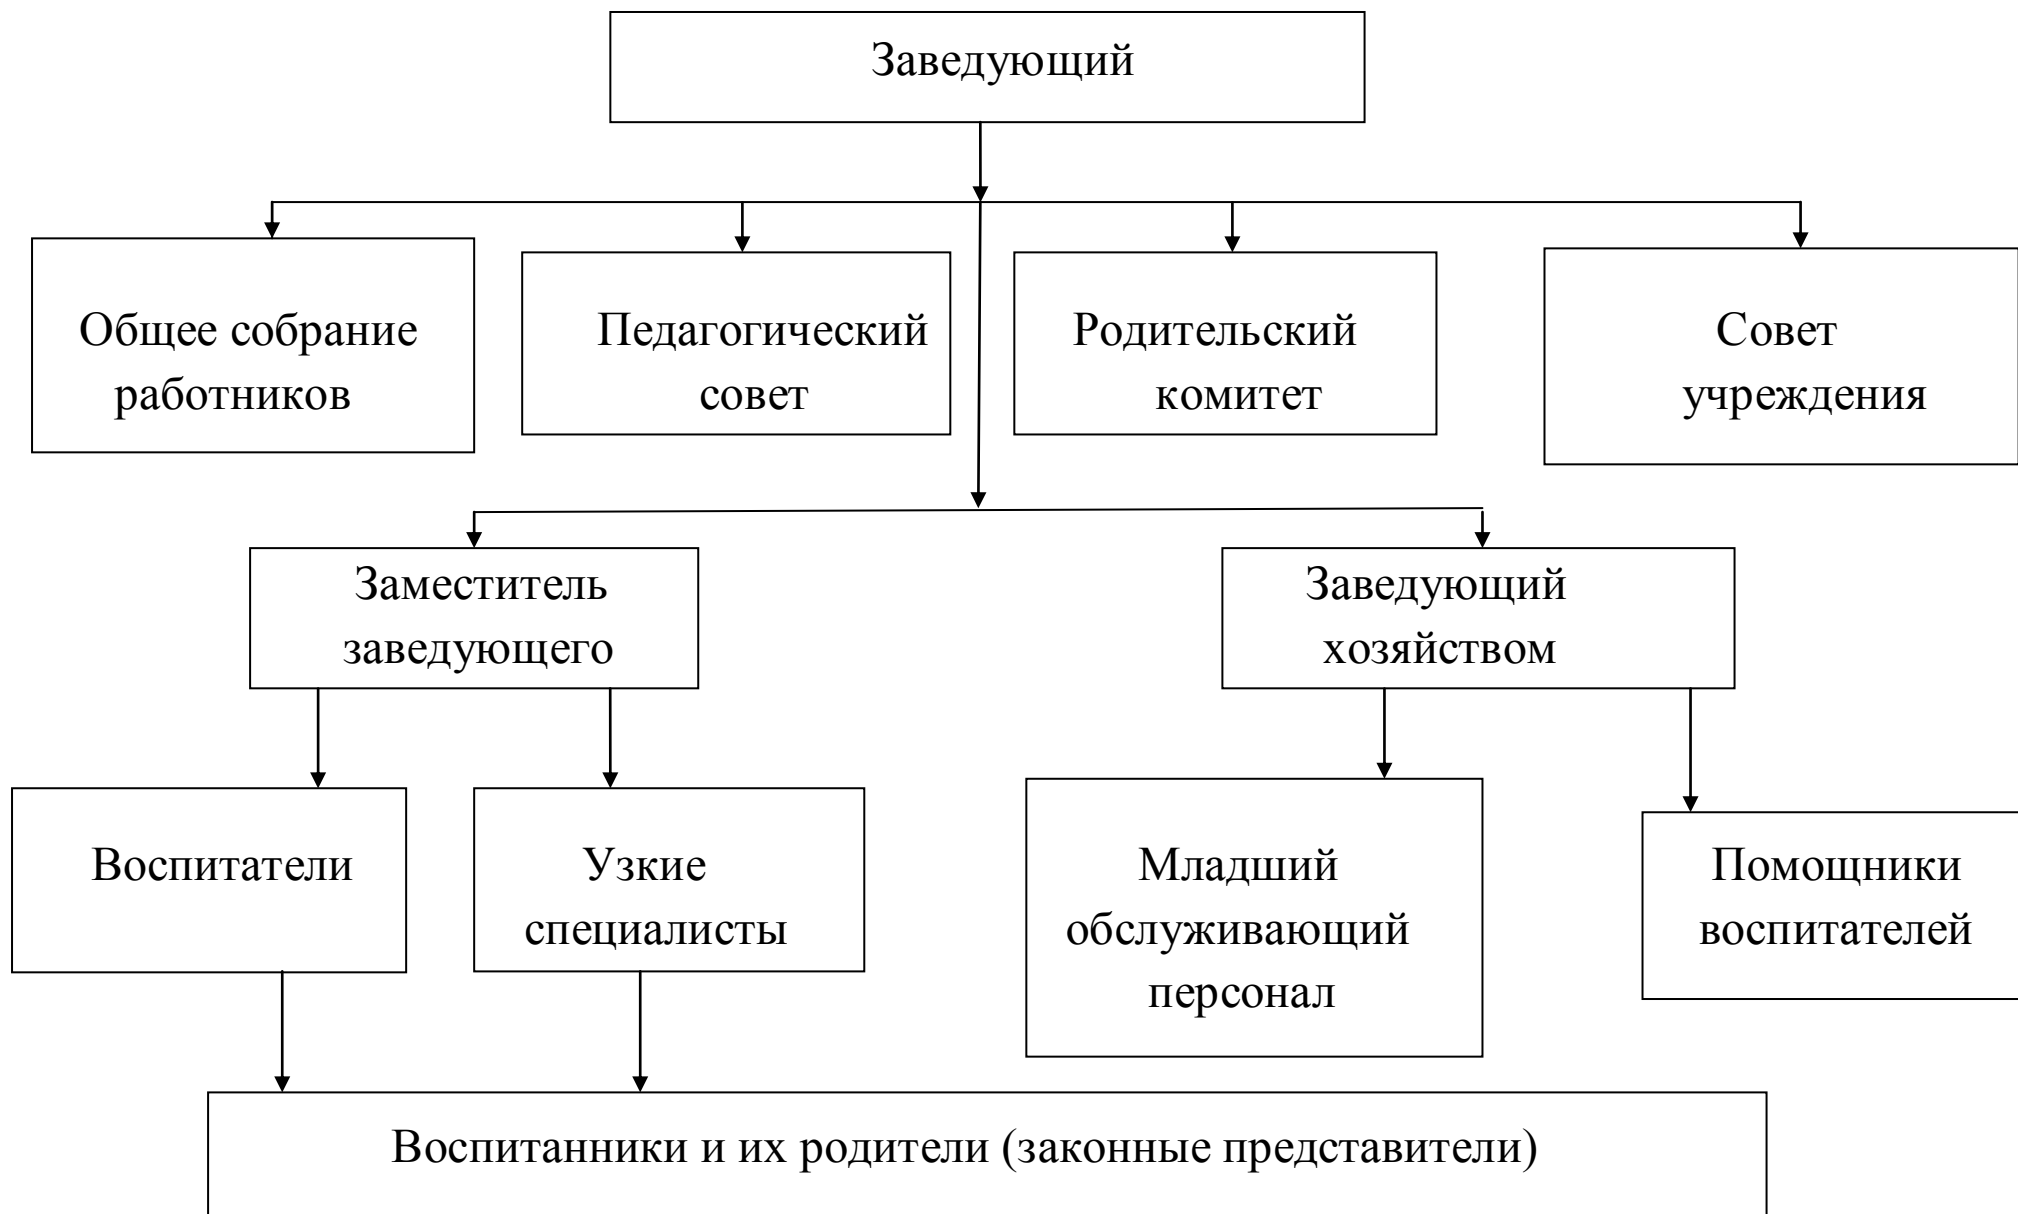 Заведующий
Общее собрание
работников
Педагогический
совет
Родительский
комитет
Совет
учреждения
Заместитель
заведующего
Заведующий
хозяйством
Воспитатели
Узкие
специалисты
Младший
обслуживающий
персонал
Помощники
воспитателей
Воспитанники и их родители (законные представители)